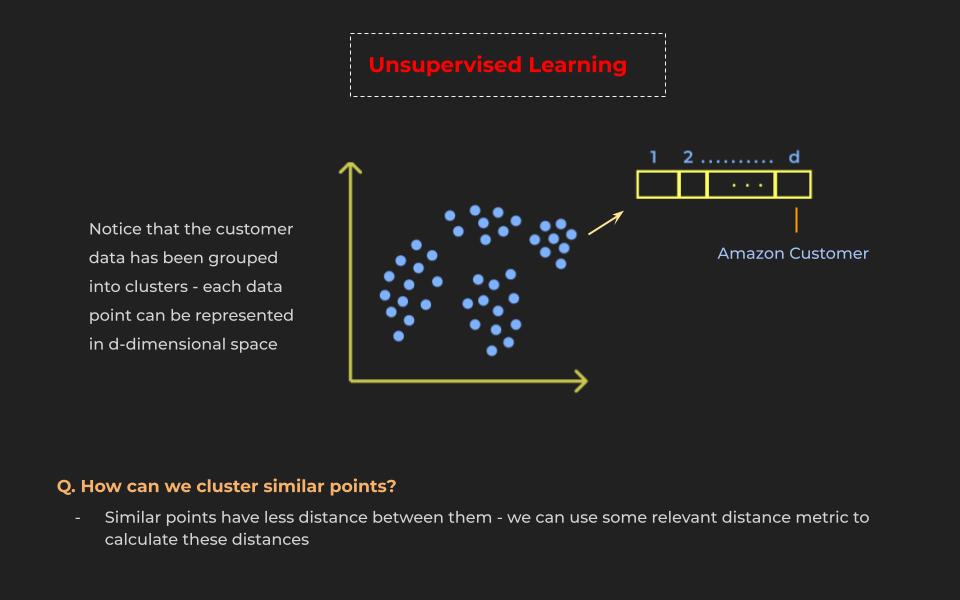 Unsupervised Learning
1 2 .......... d
. . .
Notice that the customer
data has been grouped
into clusters - each data
point can be represented
in d-dimensional space
Amazon Customer
Q. How can we cluster similar points?
- Similar points have less distance between them - we can use some relevant distance metric to
calculate these distances